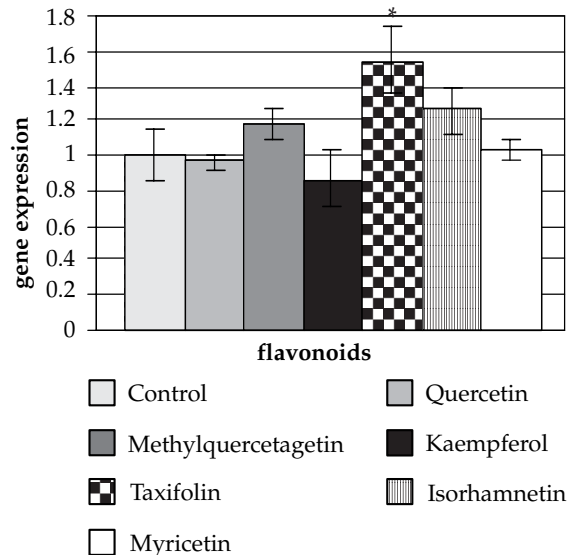 1.8
*
1.6
1.4
1.2
1
0.8
0.6
0.4
0.2
0
gene expression
flavonoids
Control
Quercetin
Methylquercetagetin
Kaempferol
Taxifolin
Isorhamnetin
Myricetin